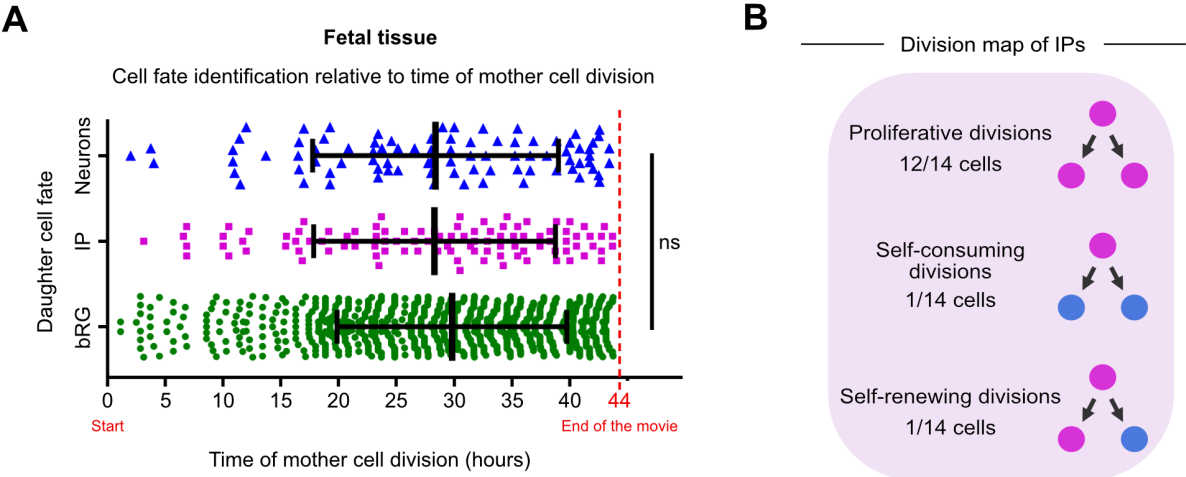 A
Fetal tissue
Cell fate identification relative to time of mother cell division
Daughter cell fate
Neurons
IP
bRG
ns
0 5 10 15 20 25 30 35 40 44
Start
End of the movie
Time of mother cell division (hours)
B
Division map of IPs
Proliferative divisions
12/14 cells
Self-consuming
divisions
1/14 cells
Self-renewing divisions
1/14 cells